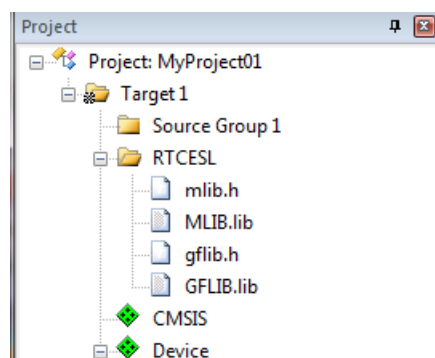 Project
Project: MyProject01
Target 1
Source Group 1
RTCESL
mlib.h
MLIB.lib
gflib.h
GFLIB.lib
CMSIS
Device